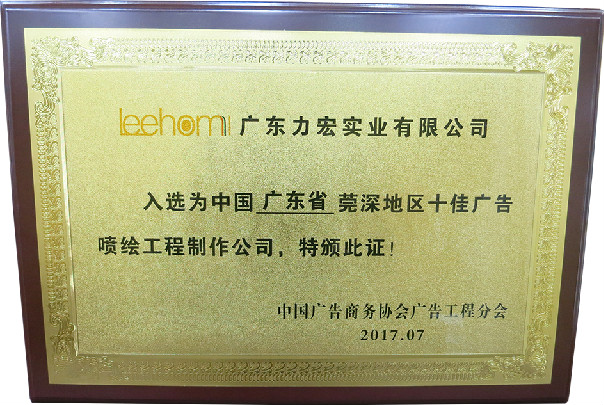 leehom 广东力宏实业有限公司
入选为中国 广东省 莞深地区十佳广告
喷绘工程制作公司，特颁此证！
中国广告商务协会广告工程分会
2017.07